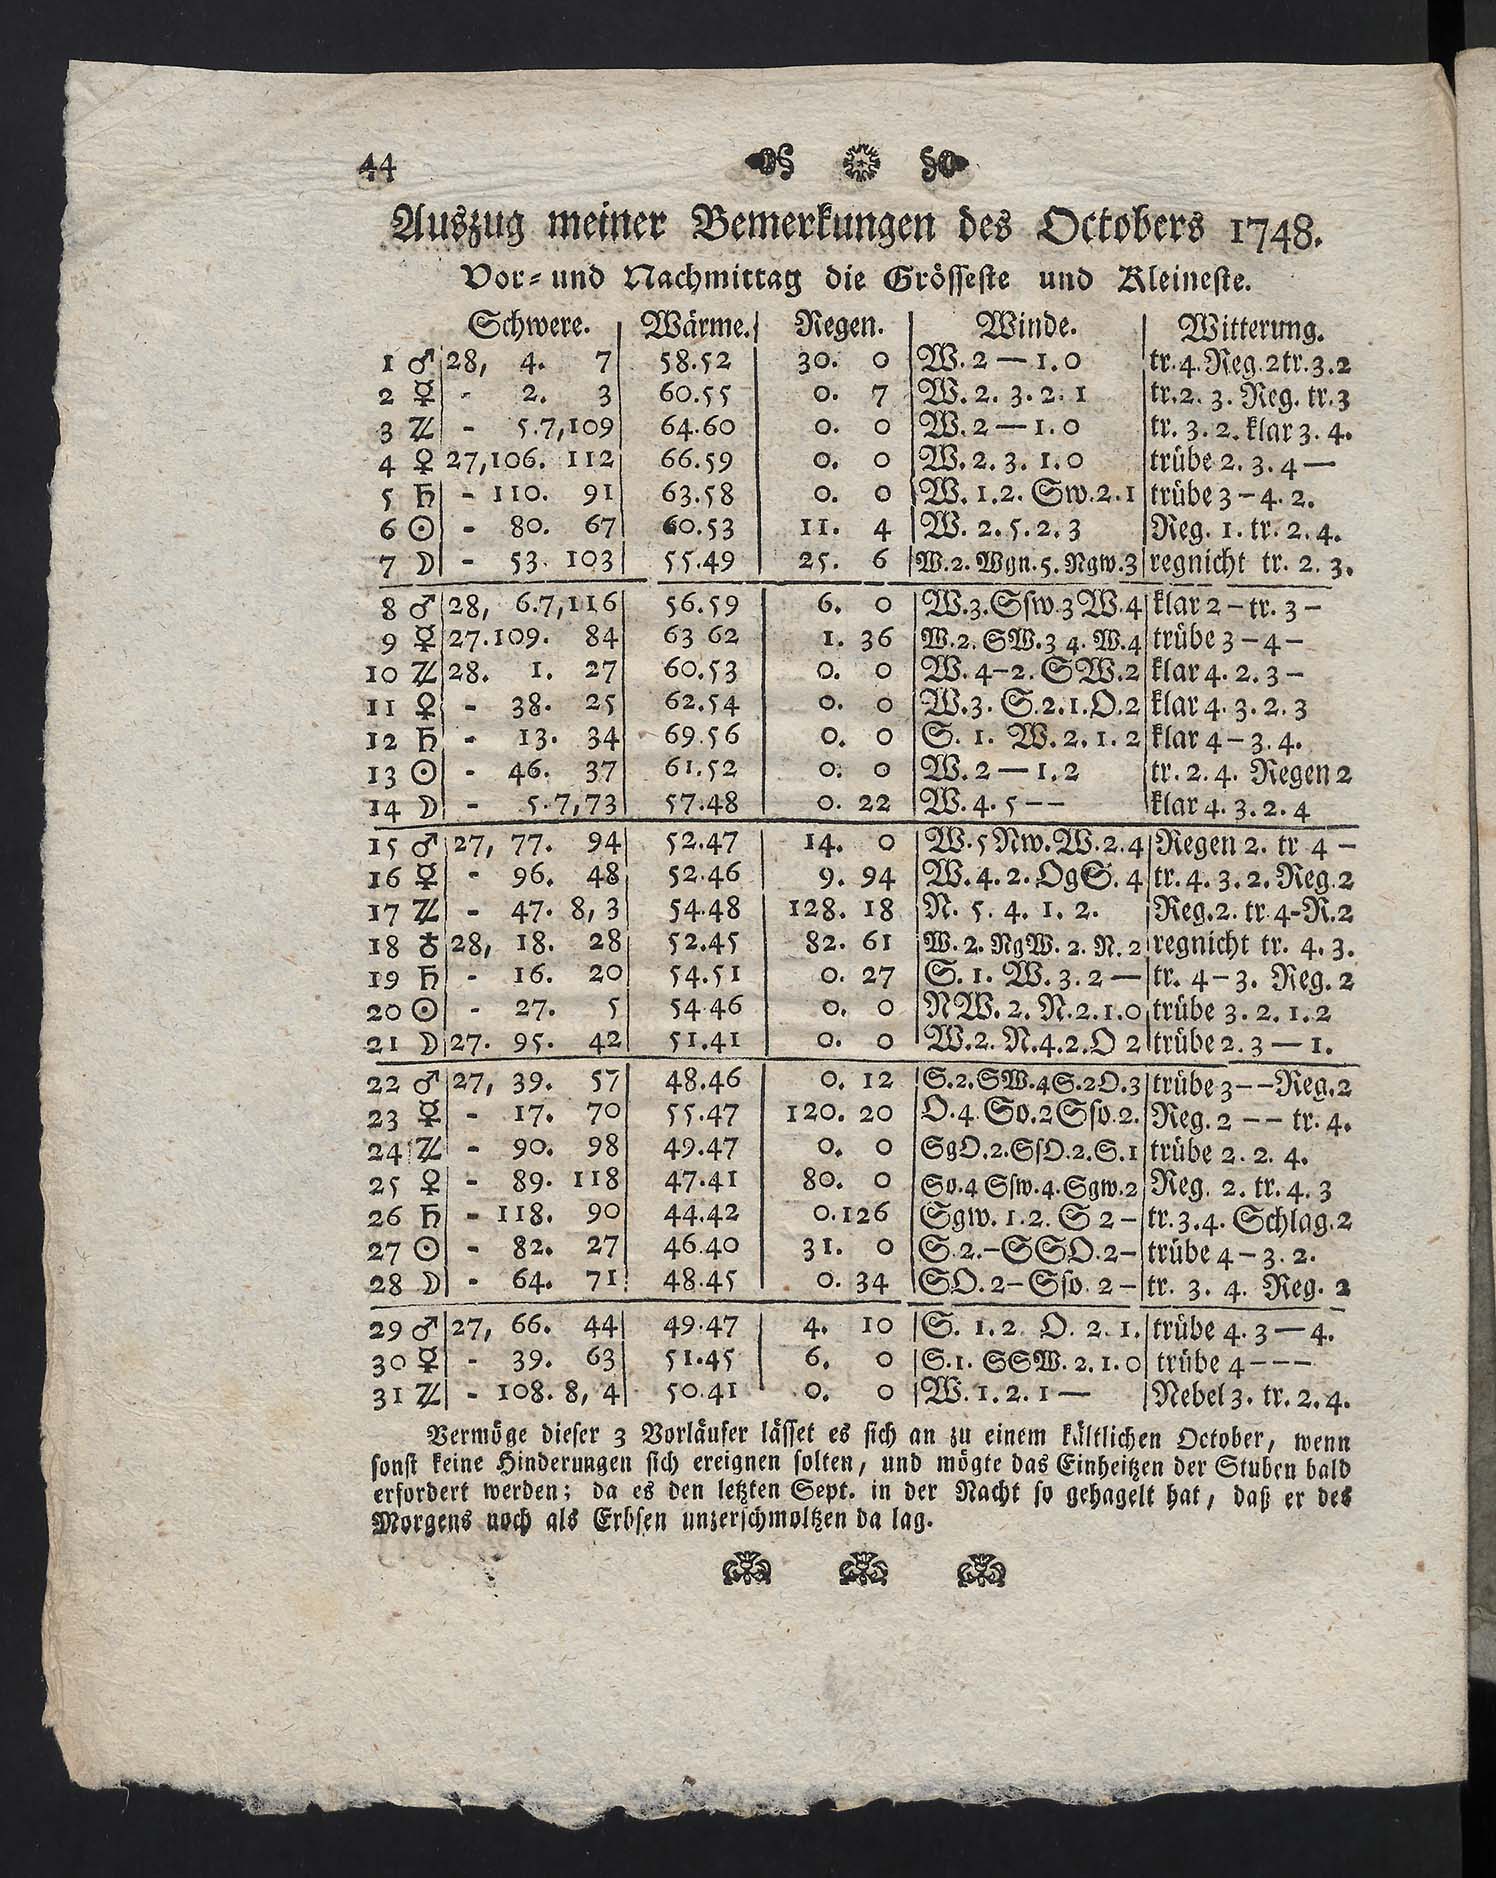 44
Auszug meiner Bemerkungen des Octobers 1748.
Vor- und Nachmittag die Grösseste und Kleineste.
Schwere. Wärme. Regen. Winde. Witterung.
1 ♂ 28, 4. 7 58.52 30. 0 W. 2 — 1. 0 tr. 4. Reg. 2 tr. 3. 2
2 ☿ - 2. 3 60.55 0. 7 W. 2. 3. 2. 1 tr. 2. 3. Reg. tr. 3
3 ♃ - 5.7,109 64.60 0. 0 W. 2 — 1. 0 tr. 3. 2. klar 3. 4.
4 ♀ 27,106. 112 66.59 0. 0 W. 2. 3. 1. 0 trübe 2. 3. 4 —
5 ♄ - 110. 91 63.58 0. 0 W. 1. 2. Sw. 2. 1 trübe 3 - 4. 2.
6 ☉ - 80. 67 60.53 11. 4 W. 2. 5. 2. 3 Reg. 1. tr. 2. 4.
7 ☽ - 53. 103 55.49 25. 6 W. 2. Wgn. 5. Ngw. 3 regnicht tr. 2. 3.
8 ♂ 28, 6.7,116 56.59 6. 0 W. 3. Sſw. 3 W. 4 klar 2 - tr. 3 -
9 ☿ 27.109. 84 63 62 1. 36 W. 2. SW. 3 4. W. 4 trübe 3 - 4 -
10 ♃ 28. 1. 27 60.53 0. 0 W. 4 - 2. SW. 2 klar 4. 2. 3 -
11 ♀ - 38. 25 62.54 0. 0 W. 3. S. 2. 1. O. 2 klar 4. 3. 2. 3
12 ♄ - 13. 34 69.56 0. 0 S. 1. W. 2. 1. 2 klar 4 - 3. 4.
13 ☉ - 46. 37 61.52 0. 0 W. 2 — 1. 2 tr. 2. 4. Regen 2
14 ☽ - 5.7,73 57.48 0. 22 W. 4. 5 - - klar 4. 3. 2. 4
15 ♂ 27, 77. 94 52.47 14. 0 W. 5 Nw. W. 2. 4 Regen 2. tr 4 -
16 ☿ - 96. 48 52.46 9. 94 W. 4. 2. OgS. 4 tr. 4. 3. 2. Reg. 2
17 ♃ - 47. 8, 3 54.48 128. 18 N. 5. 4. 1. 2. Reg. 2. tr. 4 - R. 2
18 ♁ 28, 18. 28 52.45 82. 61 W. 2. NgW. 2. N. 2 regnicht tr. 4. 3.
19 ♄ - 16. 20 54.51 0. 27 S. 1. W. 3. 2 — tr. 4 - 3. Reg. 2
20 ☉ - 27. 5 54.46 0. 0 NW. 2. N. 2. 1. 0 trübe 3. 2. 1. 2
21 ☽ 27. 95. 42 51.41 0. 0 W. 2. N. 4. 2. O 2 trübe 2. 3 — 1.
22 ♂ 27, 39. 57 48.46 0. 12 S. 2. SW. 4 S. 2 O. 3 trübe 3 - - Reg. 2
23 ☿ - 17. 70 55.47 120. 20 O. 4. So. 2 Sſo. 2. Reg. 2 - - tr. 4.
24 ♃ - 90. 98 49.47 0. 0 SgO. 2. SſO. 2. S. 1 trübe 2. 2. 4.
25 ♀ - 89. 118 47.41 80. 0 So. 4 Sſw. 4. Sgw. 2 Reg. 2. tr. 4. 3
26 ♄ - 118. 90 44.42 0.126 Sgw. 1. 2. S 2 - tr. 3. 4. Schlag. 2
27 ☉ - 82. 27 46.40 31. 0 S. 2. - SSO. 2 - trübe 4 - 3. 2.
28 ☽ - 64. 71 48.45 0. 34 SO. 2 - Sſo. 2 - tr. 3. 4. Reg. 2
29 ♂ 27, 66. 44 49.47 4. 10 S. 1. 2. O. 2. 1. trübe 4. 3 — 4.
30 ☿ - 39. 63 51.45 6. 0 S. 1. SSW. 2. 1. 0 trübe 4 - - -
31 ♃ - 108. 8, 4 50.41 0. 0 W. 1. 2. 1 — Nebel 3. tr. 2. 4.
Vermöge dieſer 3 Vorläufer läſſet es ſich an zu einem kältlichen October, wenn
ſonſt keine Hinderungen ſich ereignen ſolten, und mögte das Einheitzen der Stuben bald
erfordert werden; da es den letzten Sept. in der Nacht ſo gehagelt hat, daß er des
Morgens noch als Erbſen unzerſchmoltzen da lag.